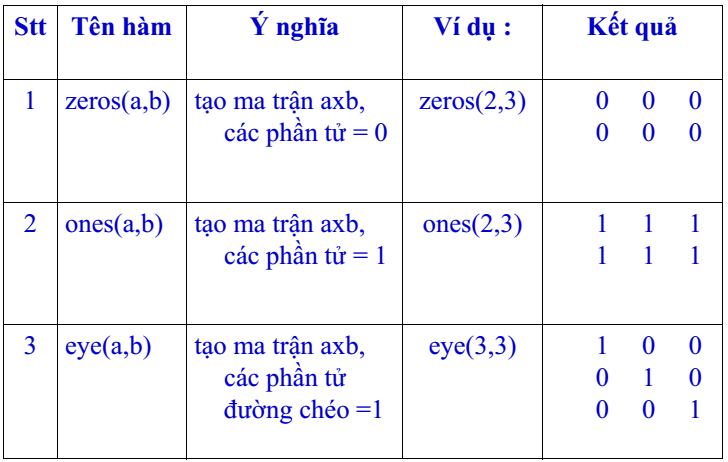 Stt Tên hàm Ý nghĩa Ví dụ : Kết quả
1 zeros(a,b) tạo ma trận axb, zeros(2,3) 0 0 0
các phần tử = 0 0 0 0
2 ones(a,b) tạo ma trận axb, ones(2,3) 1 1 1
các phần tử = 1 1 1 1
3 eye(a,b) tạo ma trận axb, eye(3,3) 1 0 0
các phần tử 0 1 0
đường chéo =1 0 0 1